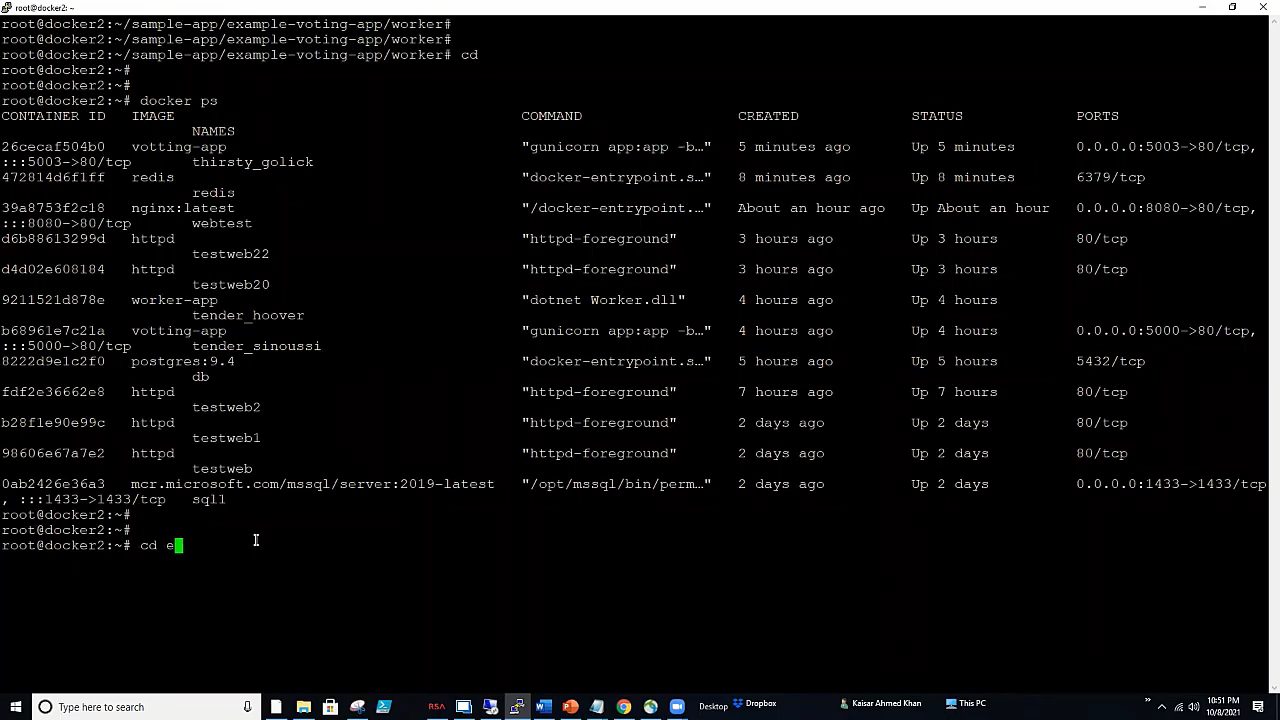 root@docker2: ~
root@docker2:~/sample-app/example-voting-app/worker#
root@docker2:~/sample-app/example-voting-app/worker#
root@docker2:~/sample-app/example-voting-app/worker# cd
root@docker2:~#
root@docker2:~#
root@docker2:~# docker ps
CONTAINER ID IMAGE COMMAND CREATED STATUS PORTS
NAMES
26cecaf504b0 votting-app "gunicorn app:app -b…" 5 minutes ago Up 5 minutes 0.0.0.0:5003->80/tcp,
:::5003->80/tcp thirsty_golick
472814d6f1ff redis "docker-entrypoint.s…" 8 minutes ago Up 8 minutes 6379/tcp
redis
39a8753f2c18 nginx:latest "/docker-entrypoint.…" About an hour ago Up About an hour 0.0.0.0:8080->80/tcp,
:::8080->80/tcp webtest
d6b88613299d httpd "httpd-foreground" 3 hours ago Up 3 hours 80/tcp
testweb22
d4d02e608184 httpd "httpd-foreground" 3 hours ago Up 3 hours 80/tcp
testweb20
9211521d878e worker-app "dotnet Worker.dll" 4 hours ago Up 4 hours
tender_hoover
b68961e7c21a votting-app "gunicorn app:app -b…" 4 hours ago Up 4 hours 0.0.0.0:5000->80/tcp,
:::5000->80/tcp tender_sinoussi
8222d9e1c2f0 postgres:9.4 "docker-entrypoint.s…" 5 hours ago Up 5 hours 5432/tcp
db
fdf2e36662e8 httpd "httpd-foreground" 7 hours ago Up 7 hours 80/tcp
testweb2
b28f1e90e99c httpd "httpd-foreground" 2 days ago Up 2 days 80/tcp
testweb1
98606e67a7e2 httpd "httpd-foreground" 2 days ago Up 2 days 80/tcp
testweb
0ab2426e36a3 mcr.microsoft.com/mssql/server:2019-latest "/opt/mssql/bin/perm…" 2 days ago Up 2 days 0.0.0.0:1433->1433/tcp
, :::1433->1433/tcp sql1
root@docker2:~#
root@docker2:~#
root@docker2:~# cd e
Type here to search RSA Desktop Dropbox Kaisar Ahmed Khan This PC 10:51 PM
10/8/2021